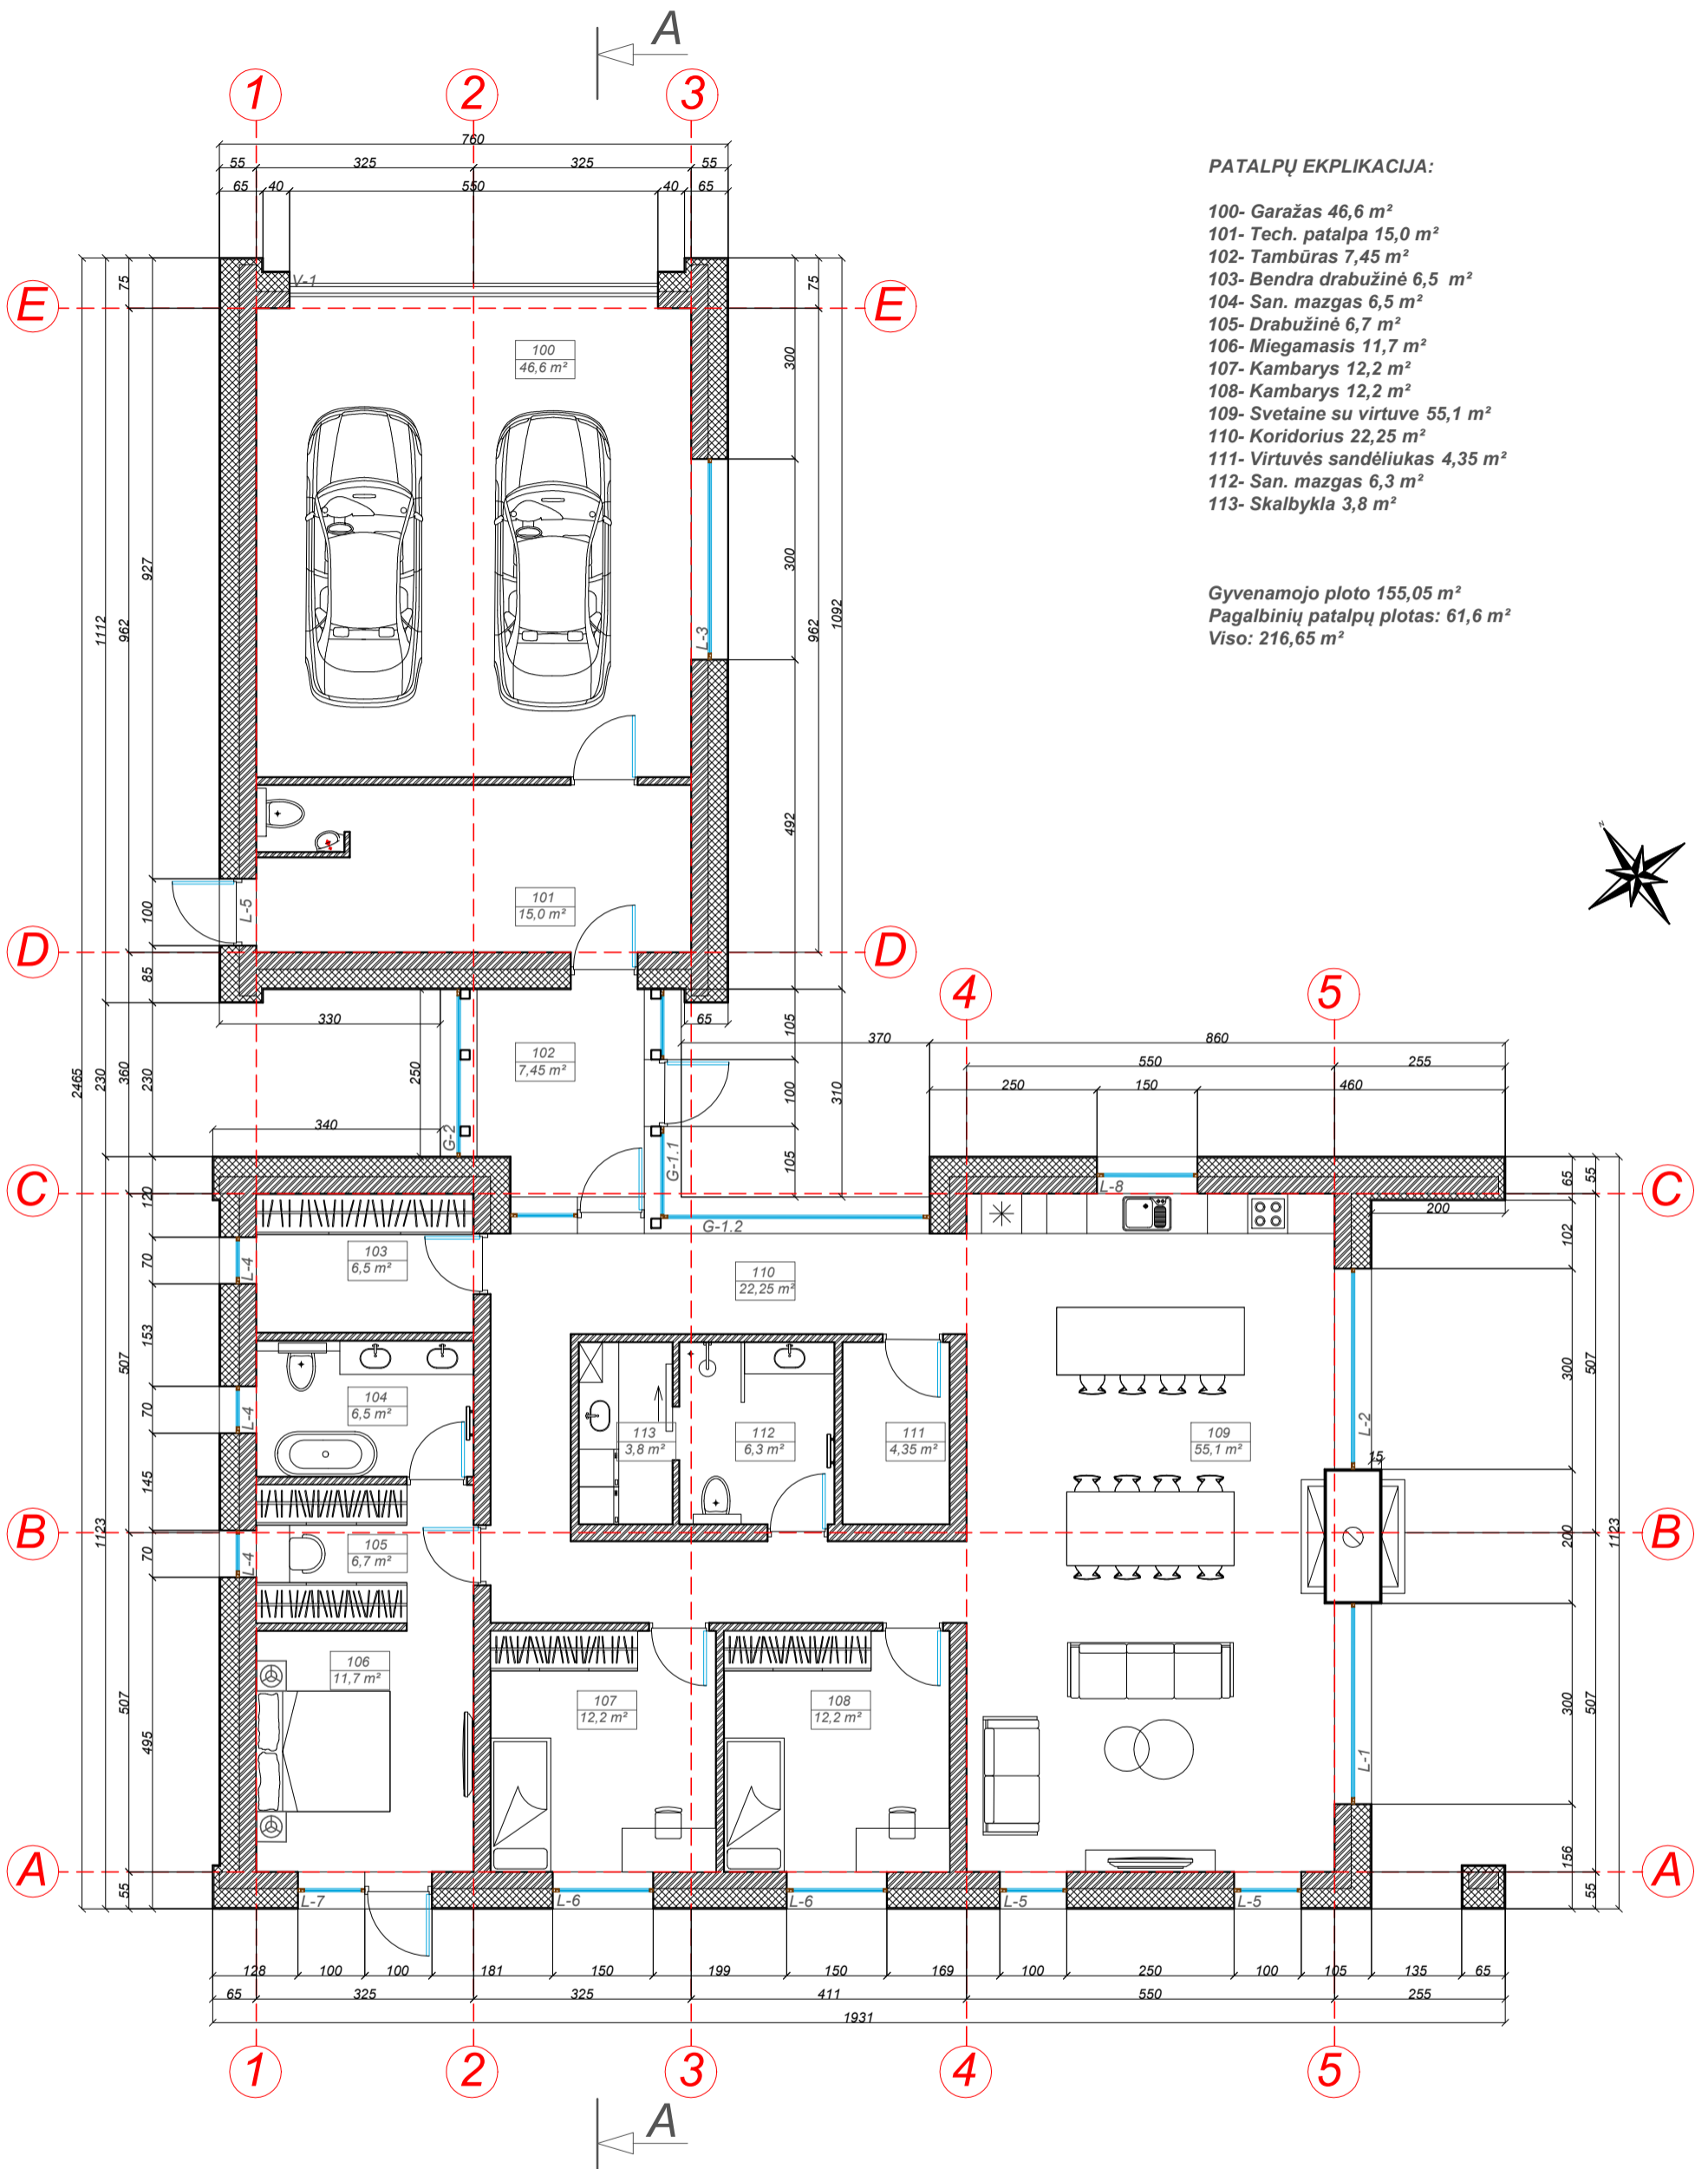 A
1 2 3
760
55 325 325 55
65 40 550 40 65
PATALPŲ EKPLIKACIJA:
100- Garažas 46,6 m²
101- Tech. patalpa 15,0 m²
102- Tambūras 7,45 m²
103- Bendra drabužinė 6,5 m²
104- San. mazgas 6,5 m²
105- Drabužinė 6,7 m²
106- Miegamasis 11,7 m²
107- Kambarys 12,2 m²
108- Kambarys 12,2 m²
109- Svetaine su virtuve 55,1 m²
110- Koridorius 22,25 m²
111- Virtuvės sandėliukas 4,35 m²
112- San. mazgas 6,3 m²
113- Skalbykla 3,8 m²
Gyvenamojo ploto 155,05 m²
Pagalbinių patalpų plotas: 61,6 m²
Viso: 216,65 m²
75 V-1 75
E E
100
46,6 m²
300
927
300
1112 962 962 1092
L-3
492
N
101
15,0 m²
100 L-5
D D
85
4 5
330 65
105
370 860
102
7,45 m²
550 255
250 150 460
2465 230 360 230 250 100 310
340
G-2 G-1.1 105
C C
120 L-8 65 55
200
G-1.2
102
103
6,5 m²
70 L-4
110
22,25 m²
153
507 300 507
104
6,5 m²
70 L-4
113
3,8 m²
112
6,3 m²
111
4,35 m²
109
55,1 m²
L-2
15
145
B B
1123 200 1123
105
6,7 m²
70 L-4
106
11,7 m²
107
12,2 m²
108
12,2 m²
507 495 300 507
L-1
156
A A
55 L-7 L-6 L-6 L-5 L-5 55
128 100 100 181 150 199 150 169 100 250 100 105 135 65
65 325 325 411 550 255
1931
1 2 3 4 5
A